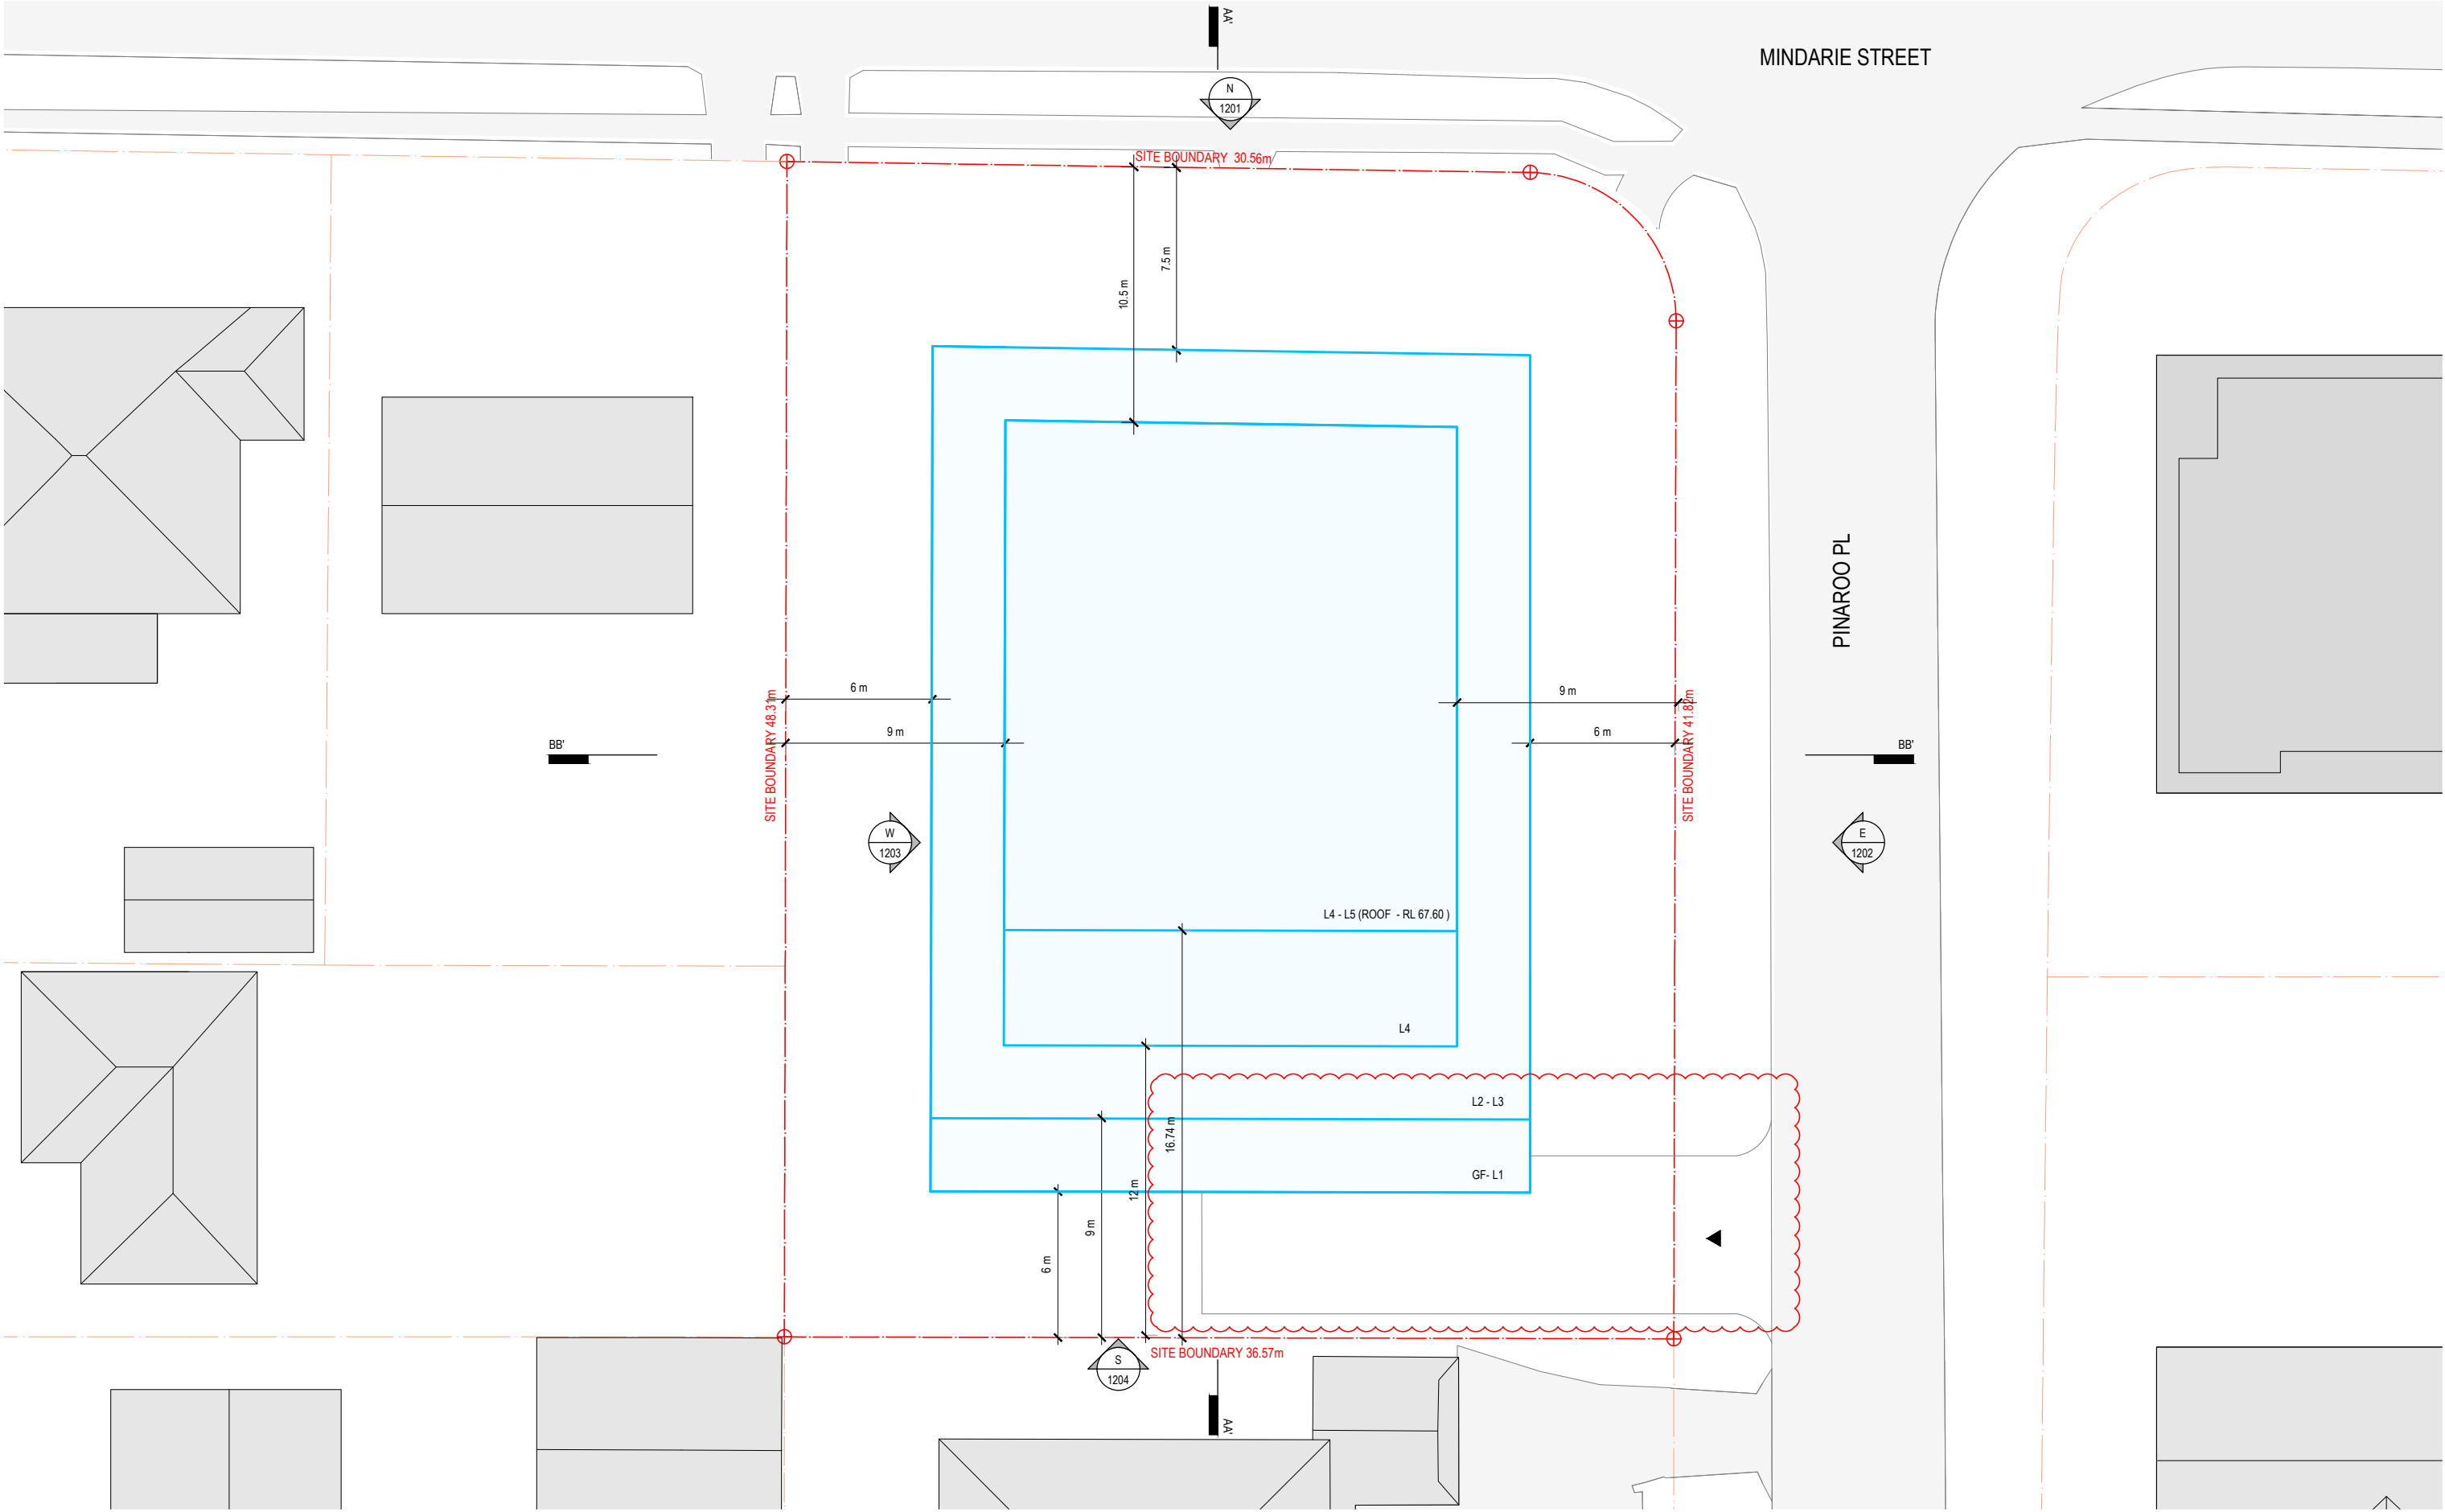 AA'
MINDARIE STREET
N
1201
SITE BOUNDARY 30.56m
7.5 m
10.5 m
PINAROO PL
6 m
9 m
SITE BOUNDARY 48.31m
9 m
6 m
SITE BOUNDARY 41.82m
BB'
BB'
W
1203
E
1202
L4 - L5 (ROOF - RL 67.60 )
L4
L2 - L3
16.74 m
GF- L1
12 m
9 m
6 m
SITE BOUNDARY 36.57m
S
1204
AA'